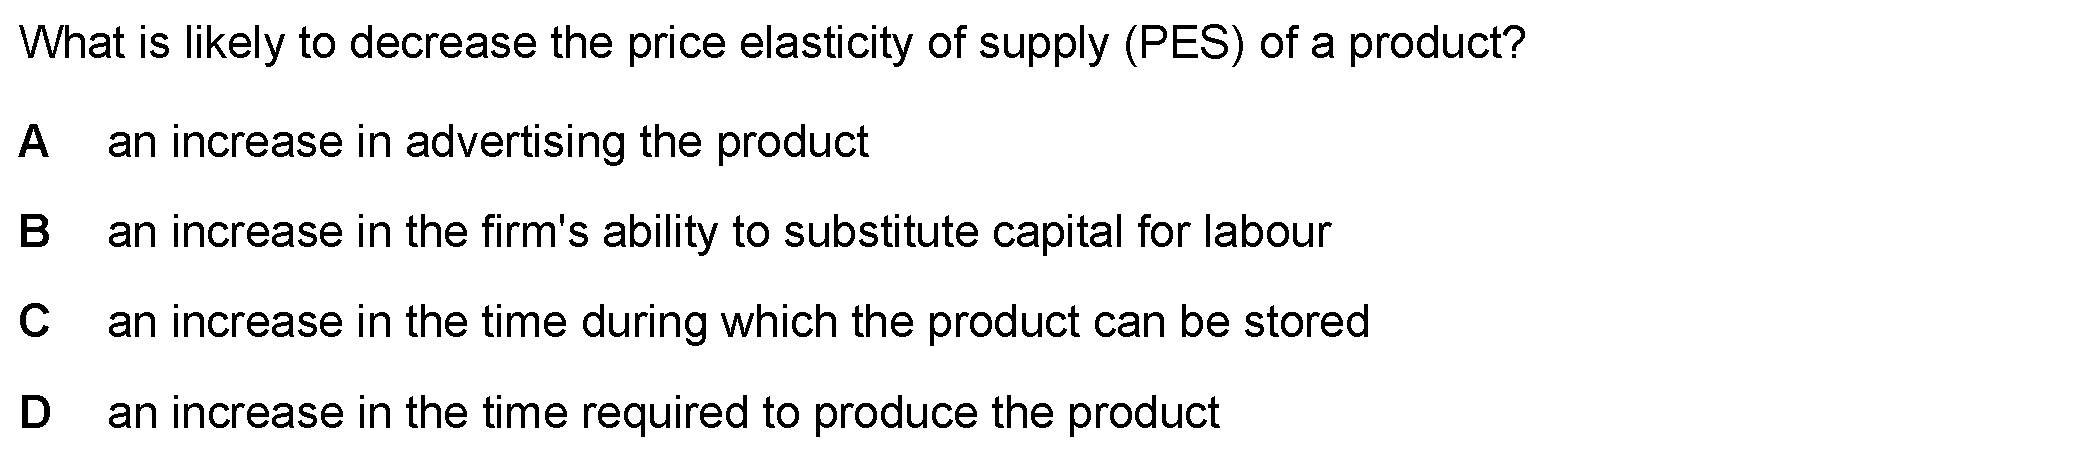 What is likely to decrease the price elasticity of supply (PES) of a product?
A an increase in advertising the product
B an increase in the firm's ability to substitute capital for labour
C an increase in the time during which the product can be stored
D an increase in the time required to produce the product